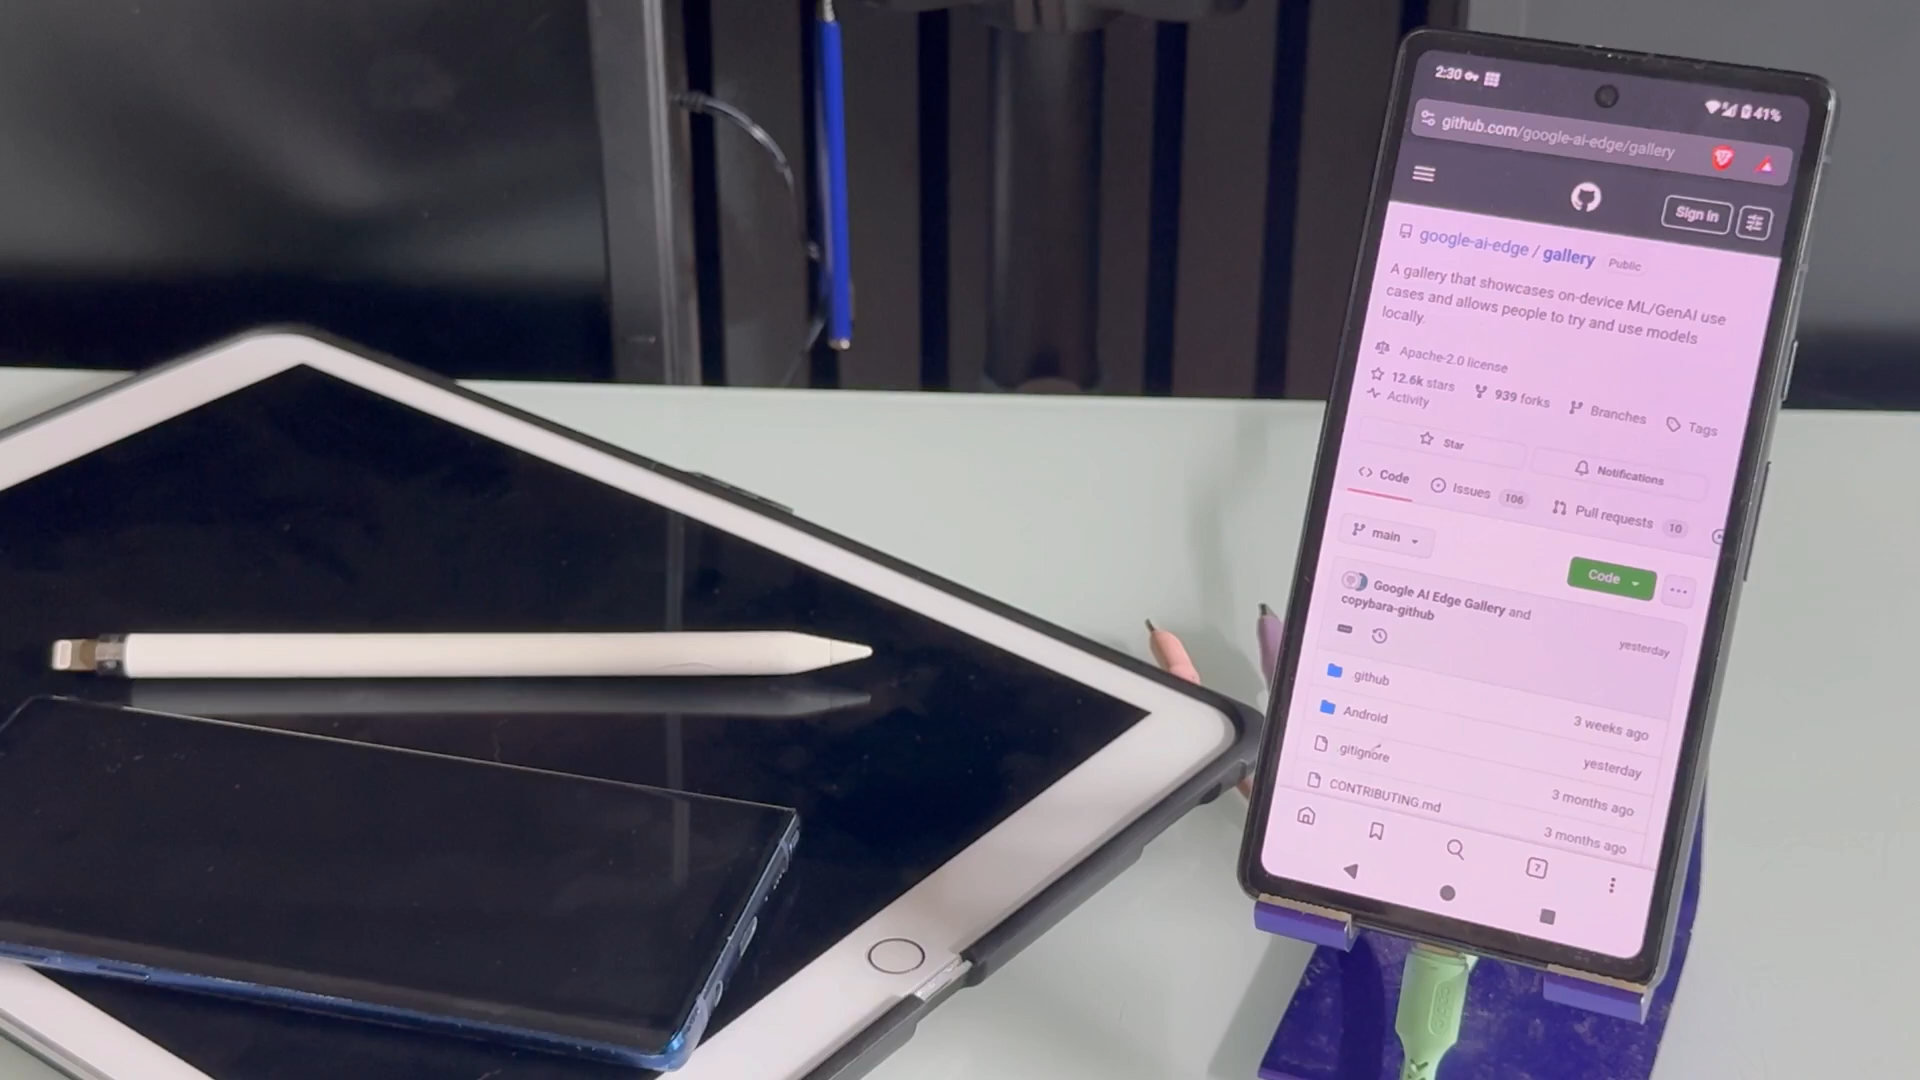 2:30
41%
github.com/google-ai-edge/gallery
Sign in
google-ai-edge / gallery Public
A gallery that showcases on-device ML/GenAI use
cases and allows people to try and use models
locally.
Apache-2.0 license
12.6k stars 939 forks Branches Tags
Activity
Star Notifications
Code Issues 106 Pull requests 10
main Code
Google AI Edge Gallery and
copybara-github
yesterday
.github 3 weeks ago
Android yesterday
.gitignore 3 months ago
CONTRIBUTING.md 3 months ago
7